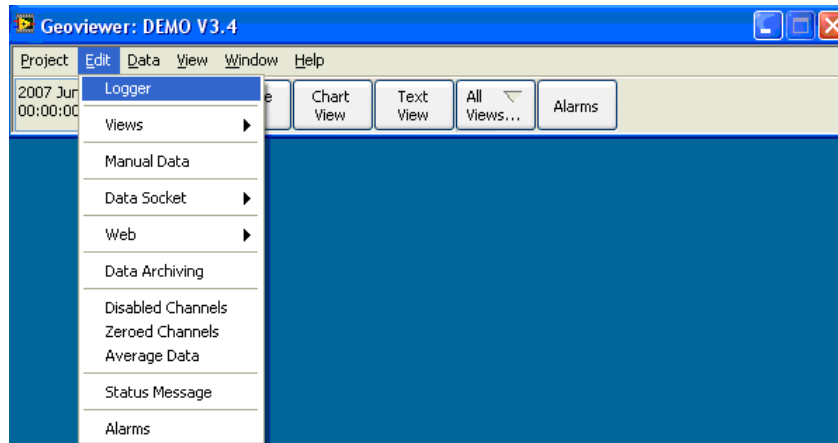 Geoviewer: DEMO V3.4
Project Edit Data View Window Help
2007 Jun
00:00:00
Chart
View
Text
View
All
Views...
Alarms
Logger
Views
Manual Data
Data Socket
Web
Data Archiving
Disabled Channels
Zeroed Channels
Average Data
Status Message
Alarms